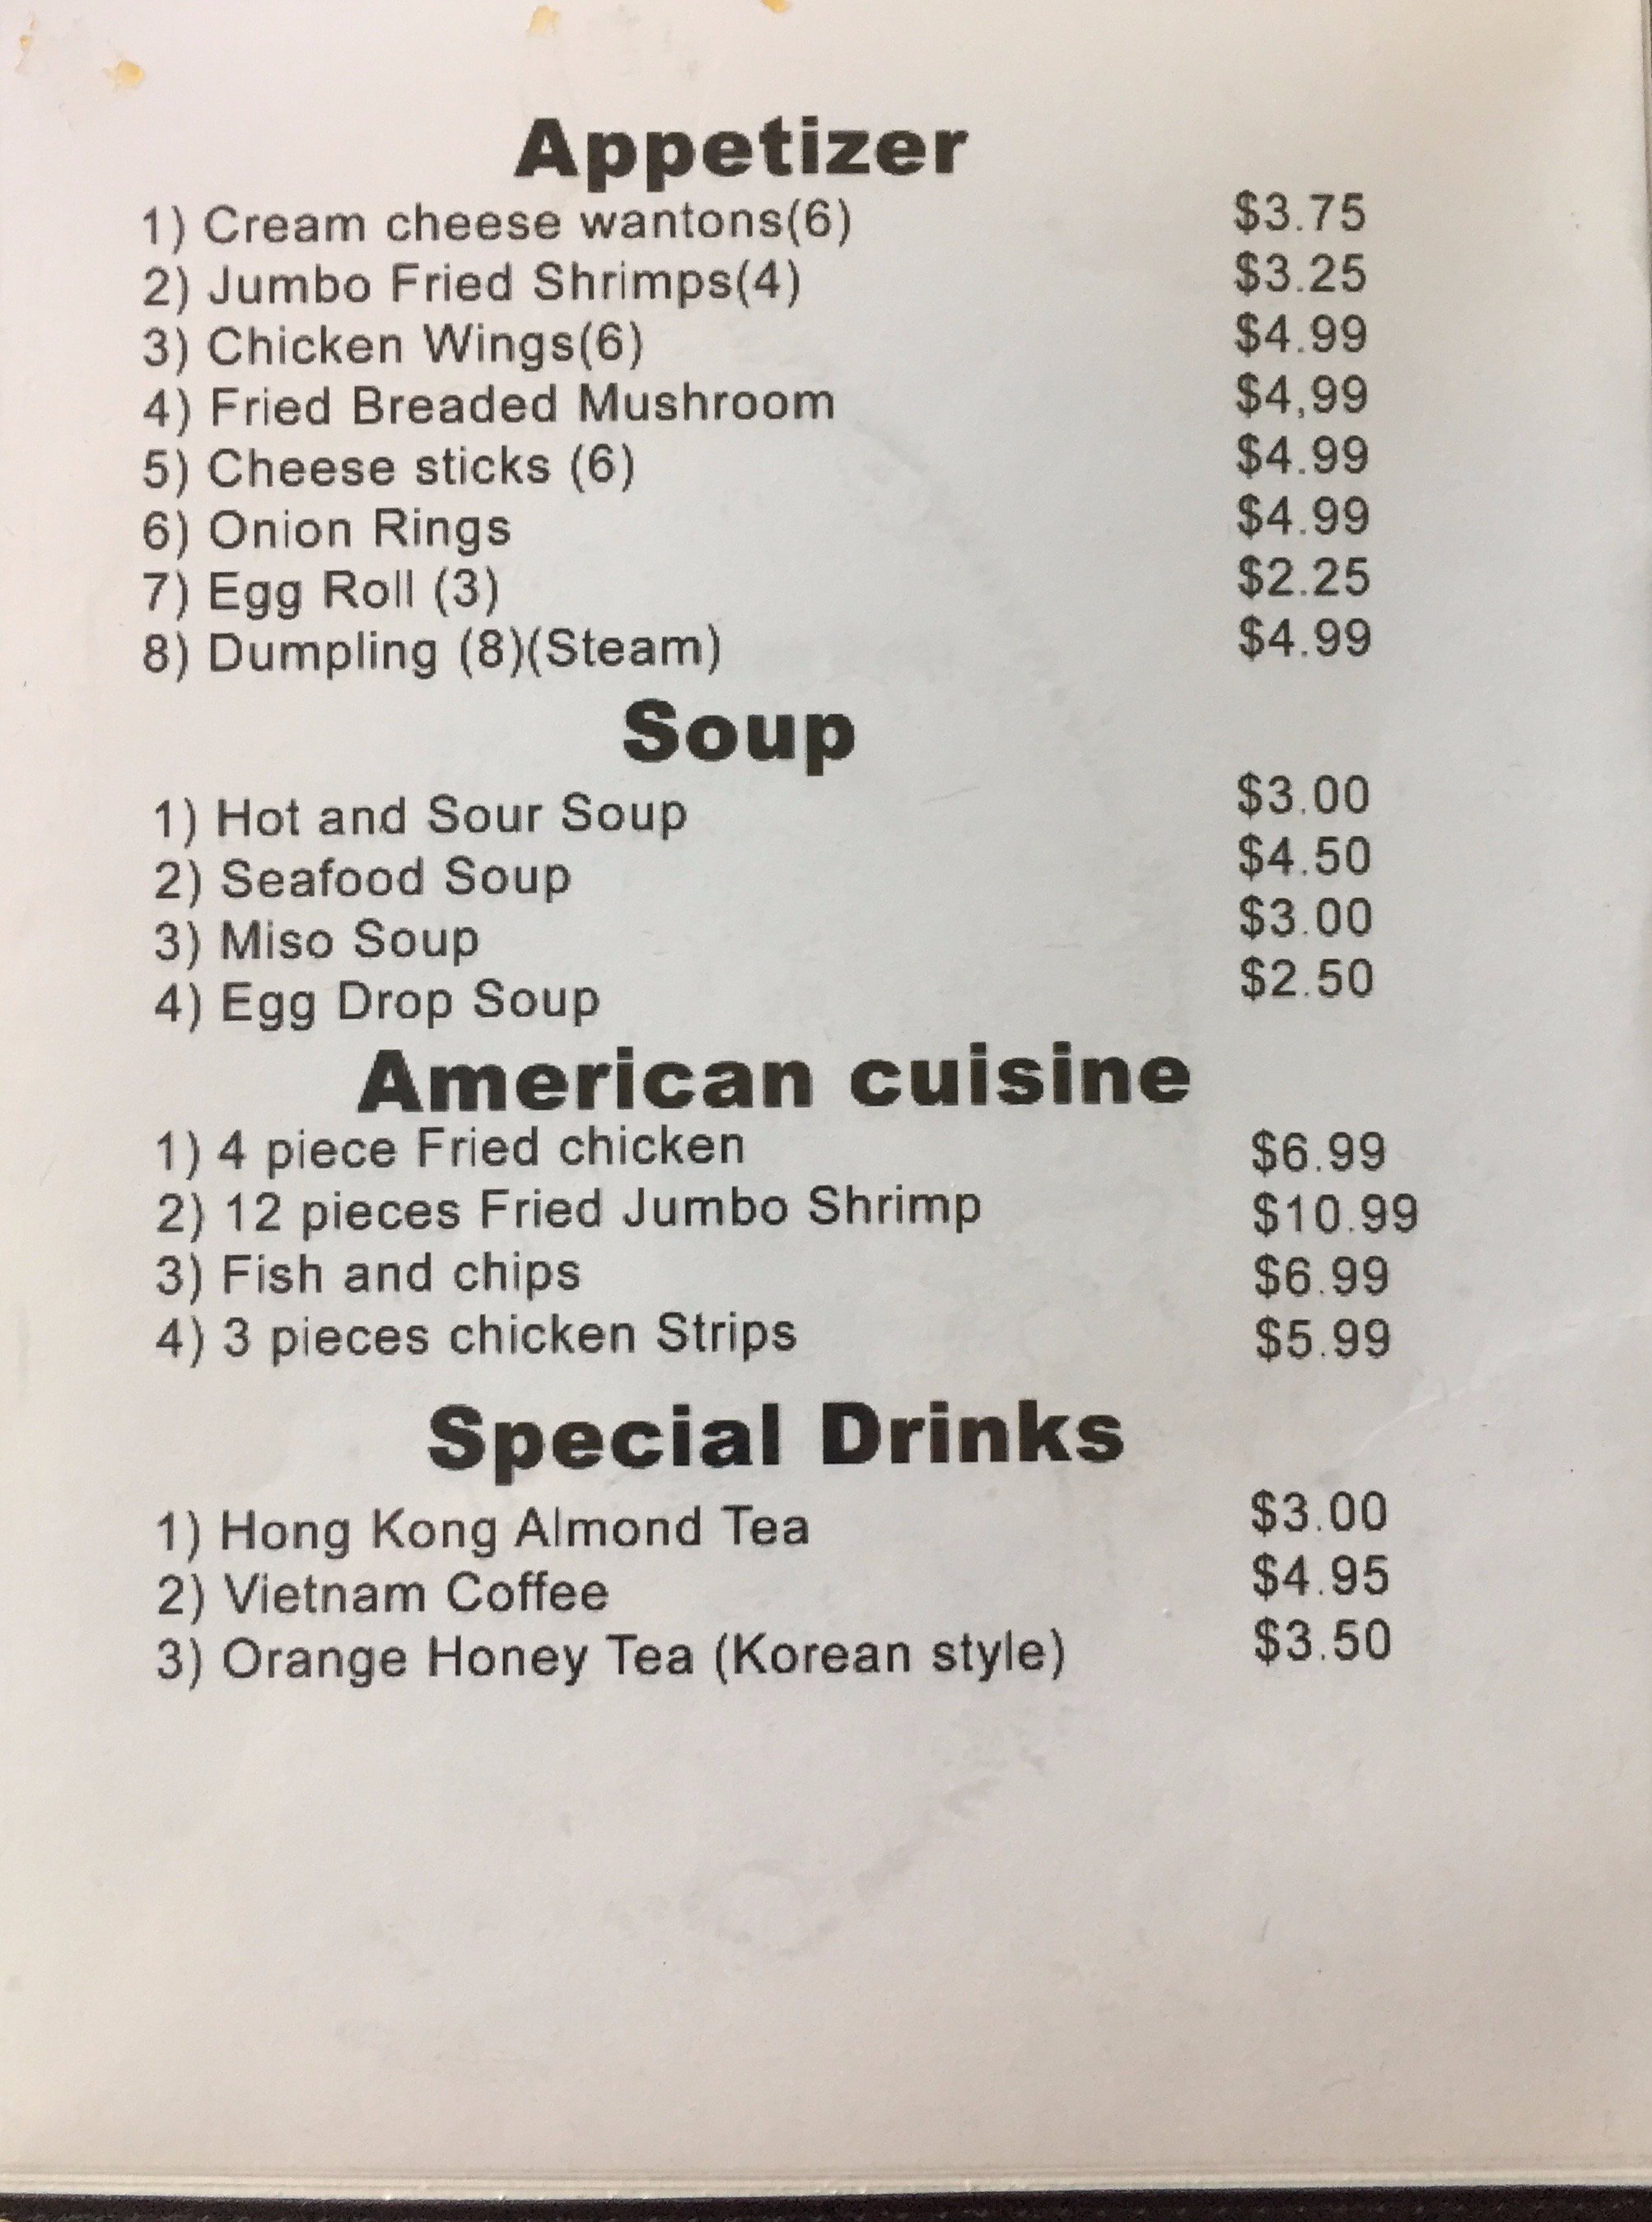 Appetizer
1) Cream cheese wantons(6) $3.75
2) Jumbo Fried Shrimps(4) $3.25
3) Chicken Wings(6) $4.99
4) Fried Breaded Mushroom $4,99
5) Cheese sticks (6) $4.99
6) Onion Rings $4.99
7) Egg Roll (3) $2.25
8) Dumpling (8)(Steam) $4.99
Soup
1) Hot and Sour Soup $3.00
2) Seafood Soup $4.50
3) Miso Soup $3.00
4) Egg Drop Soup $2.50
American cuisine
1) 4 piece Fried chicken $6.99
2) 12 pieces Fried Jumbo Shrimp $10.99
3) Fish and chips $6.99
4) 3 pieces chicken Strips $5.99
Special Drinks
1) Hong Kong Almond Tea $3.00
2) Vietnam Coffee $4.95
3) Orange Honey Tea (Korean style) $3.50